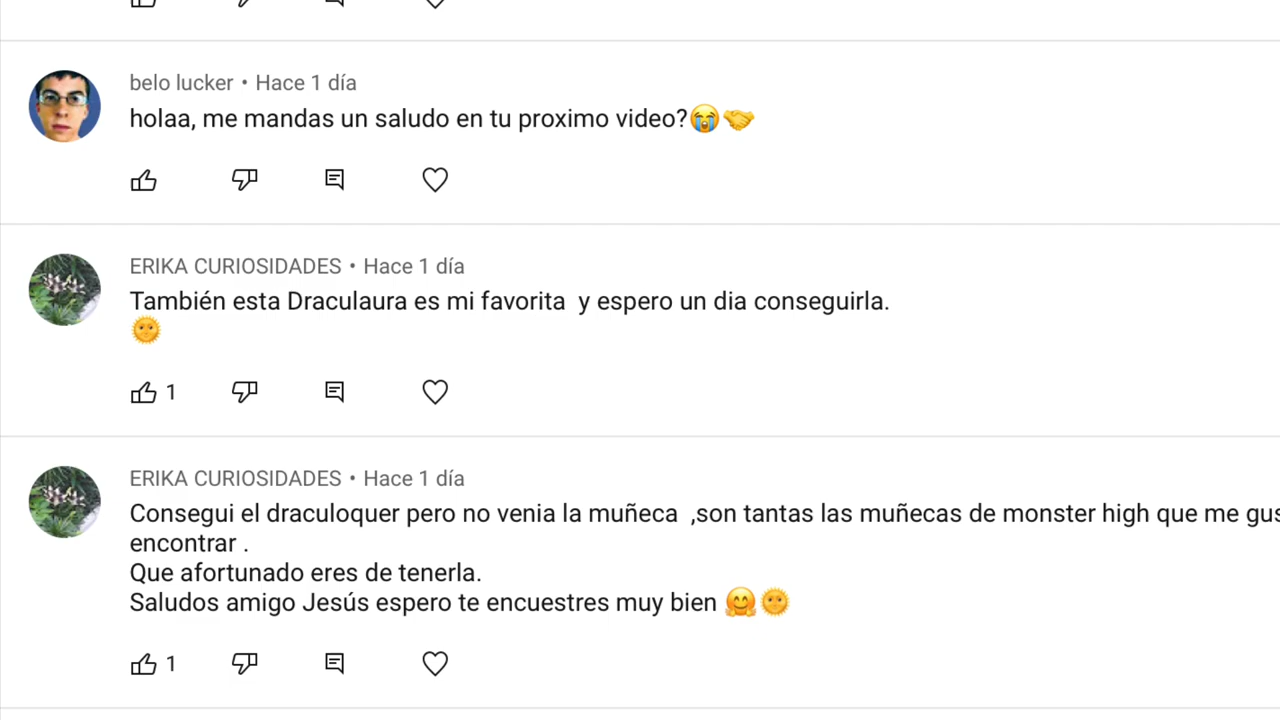 belo lucker • Hace 1 día
holaa, me mandas un saludo en tu proximo video?😭🤝
ERIKA CURIOSIDADES • Hace 1 día
También esta Draculaura es mi favorita  y espero un dia conseguirla.
🌞
1
ERIKA CURIOSIDADES • Hace 1 día
Consegui el draculoquer pero no venia la muñeca  ,son tantas las muñecas de monster high que me
encontrar .
Que afortunado eres de tenerla.
Saludos amigo Jesús espero te encuestres muy bien 🤗🌞
1